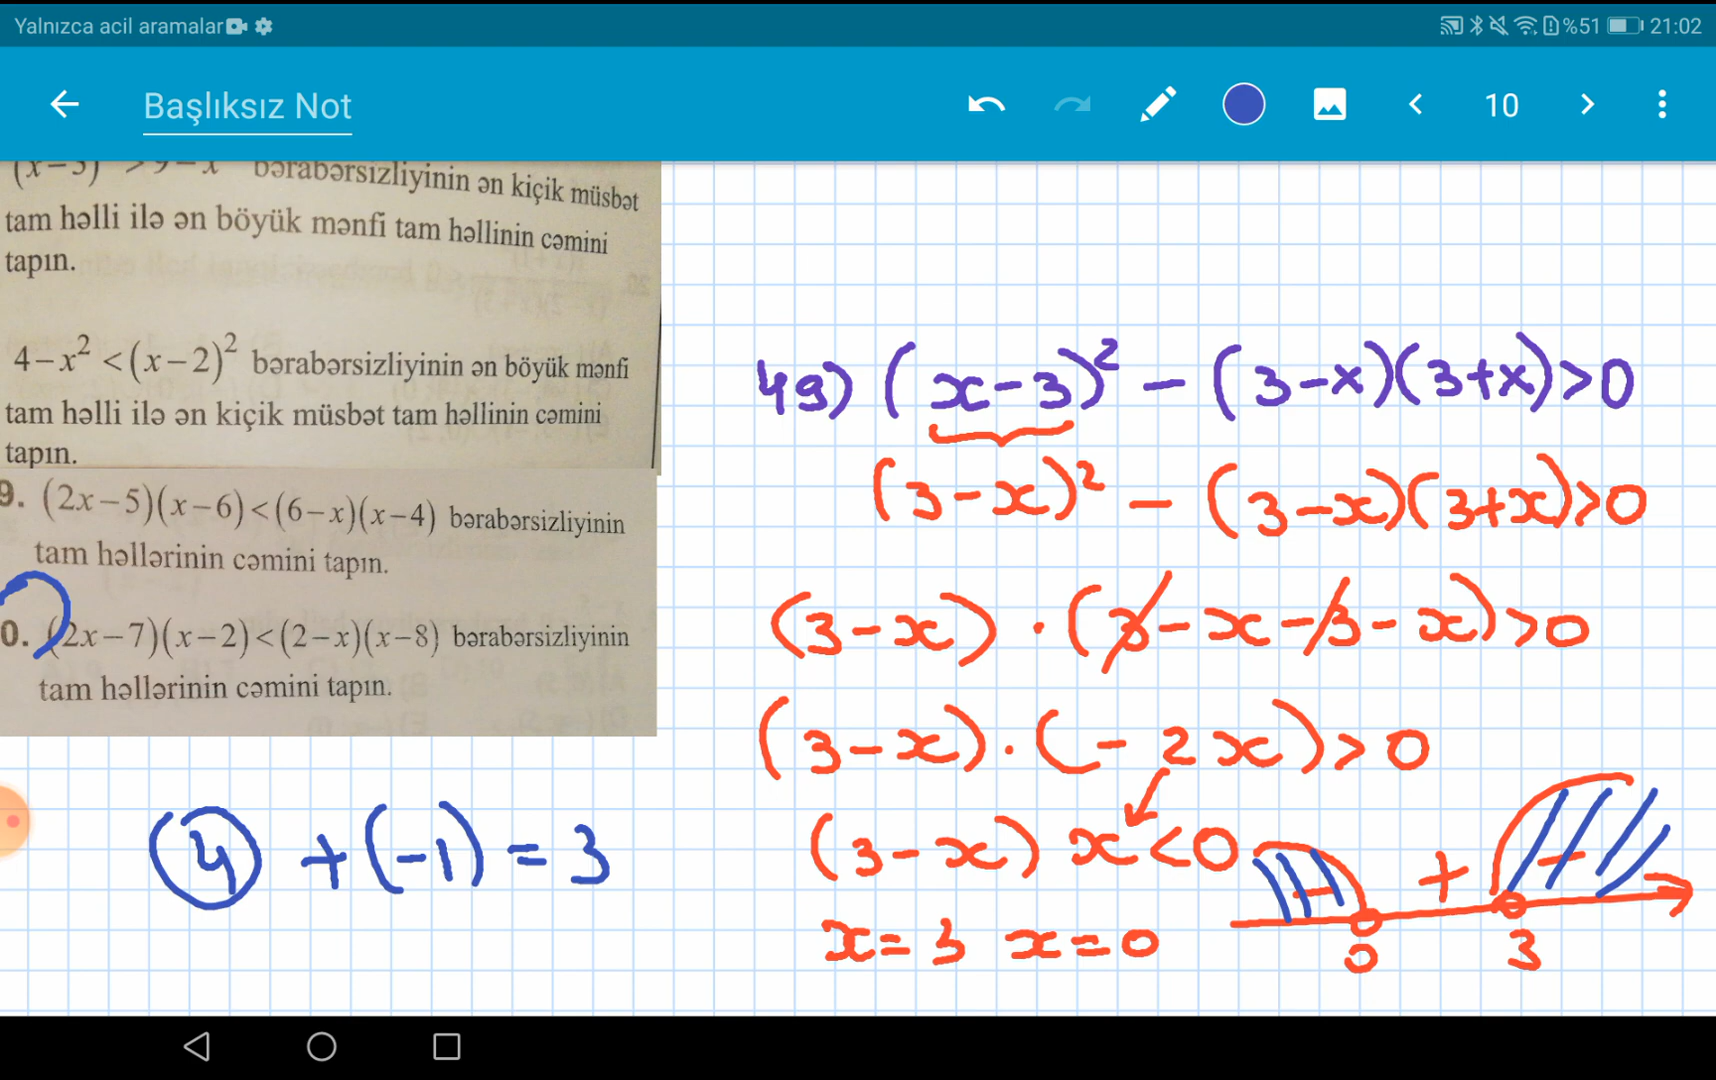 Yalnızca acil aramalar
%51 21:02
Başlıksız Not
10
(x−3) >9−x bərabərsizliyinin ən kiçik müsbət
tam həlli ilə ən böyük mənfi tam həllinin cəmini
tapın.
4−x² <(x−2)² bərabərsizliyinin ən böyük mənfi
tam həlli ilə ən kiçik müsbət tam həllinin cəmini
tapın.
9. (2x−5)(x−6)<(6−x)(x−4) bərabərsizliyinin
tam həllərinin cəmini tapın.
0. (2x−7)(x−2)<(2−x)(x−8) bərabərsizliyinin
tam həllərinin cəmini tapın.
4 +(-1)=3
49) (x-3)² - (3-x)(3+x)>0
(3-x)² - (3-x)(3+x)>0
(3-x) · (3-x-3-x)>0
(3-x) · (-2x)>0
(3-x) x<0
x=3 x=0
- + -
0 3